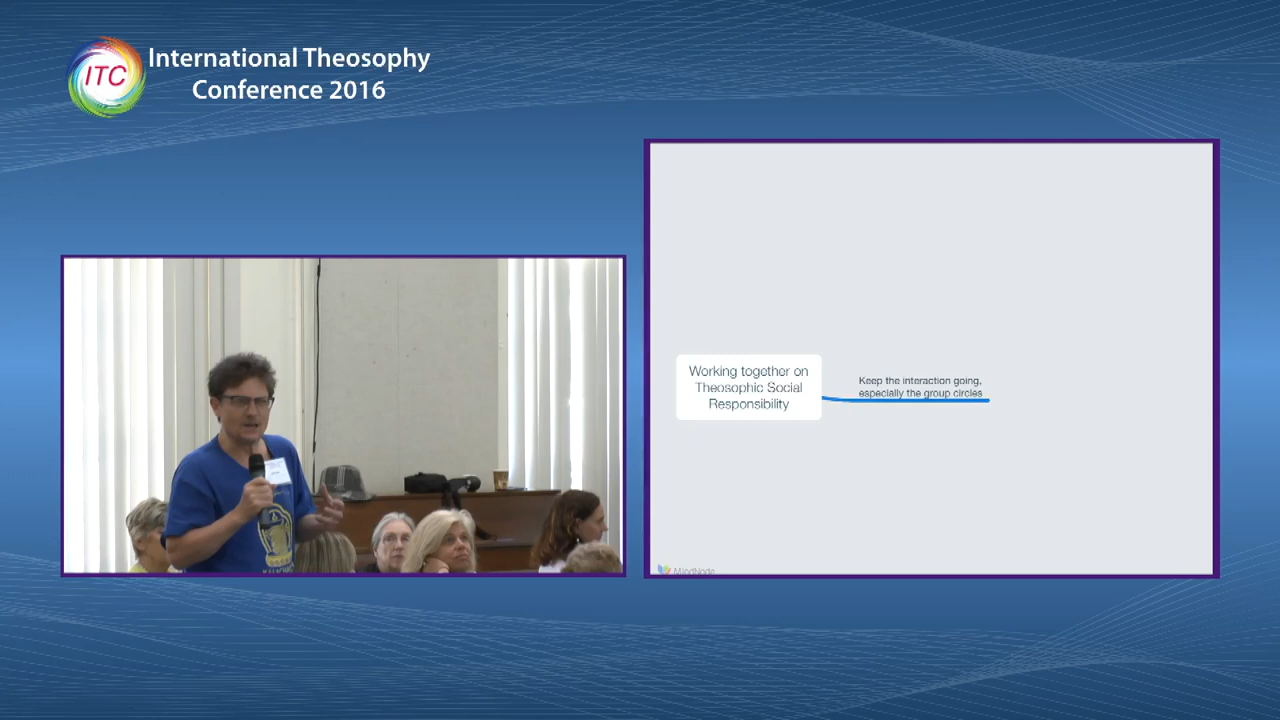 ITC
International Theosophy
Conference 2016
Working together on
Theosophic Social
Responsibility
Keep the interaction going,
especially the group circles
MindNode